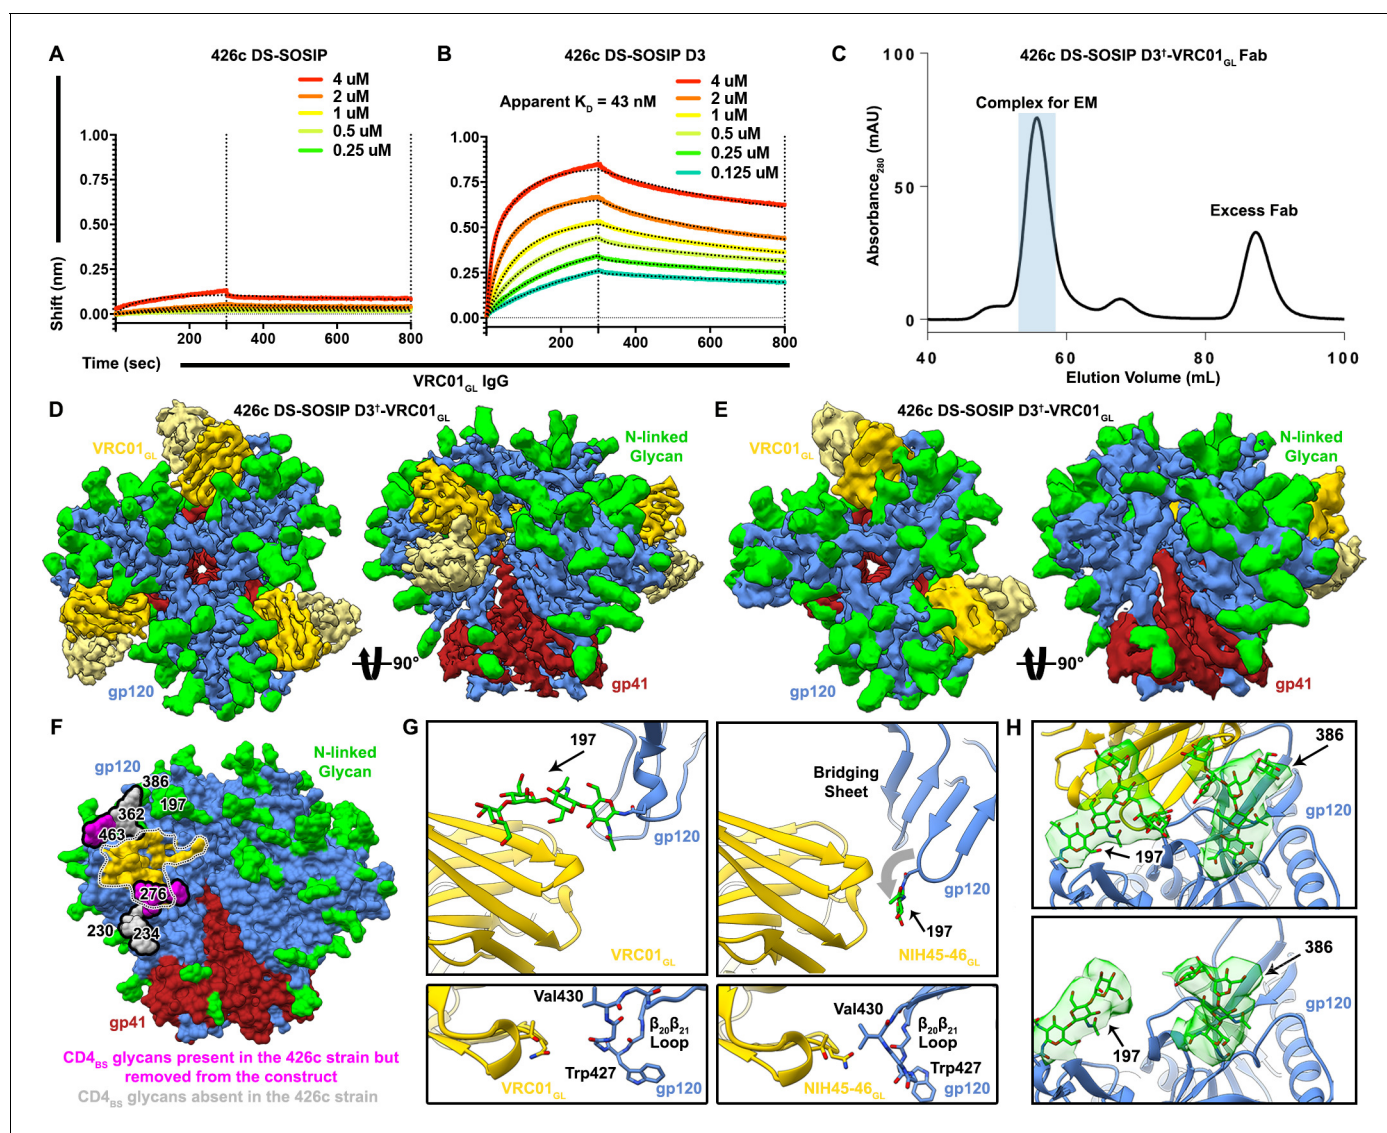 A
426c DS-SOSIP
4 uM
2 uM
1 uM
0.5 uM
0.25 uM
1.00
0.75
0.50
0.25
0.00
Shift (nm)
200 400 600 800
Time (sec)
B
426c DS-SOSIP D3
Apparent KD = 43 nM
4 uM
2 uM
1 uM
0.5 uM
0.25 uM
0.125 uM
1.00
0.75
0.50
0.25
0.00
200 400 600 800
VRC01GL IgG
C
426c DS-SOSIP D3†-VRC01GL Fab
Complex for EM
Excess Fab
100
50
0
Absorbance280 (mAU)
40 60 80 100
Elution Volume (mL)
D
426c DS-SOSIP D3†-VRC01GL
VRC01GL
N-linked
Glycan
90°
gp120
gp41
E
426c DS-SOSIP D3†-VRC01GL
VRC01GL
N-linked
Glycan
90°
gp120
gp41
F
gp120
N-linked
Glycan
386
362
197
463
276
230
234
gp41
CD4BS glycans present in the 426c strain but
removed from the construct
CD4BS glycans absent in the 426c strain
G
197
gp120
VRC01GL
Bridging
Sheet
gp120
197
NIH45-46GL
Val430
β20β21
Loop
Trp427
VRC01GL
gp120
Val430
β20β21
Loop
Trp427
NIH45-46GL
gp120
H
386
gp120
197
386
gp120
197